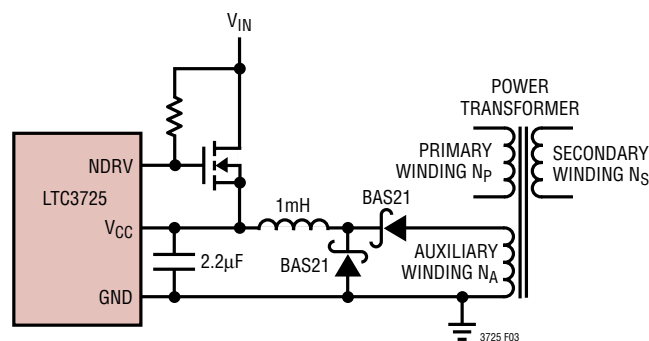 VIN
POWER
TRANSFORMER
NDRV
PRIMARY
WINDING NP
SECONDARY
WINDING NS
LTC3725
1mH
BAS21
VCC
2.2µF
BAS21
AUXILIARY
WINDING NA
GND
3725 F03